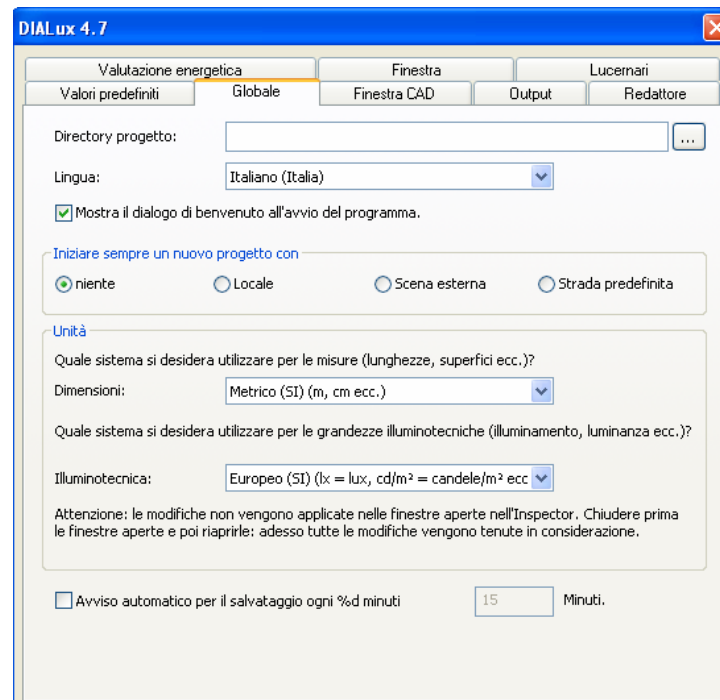 DIALux 4.7
Valutazione energetica Finestra Lucernari
Valori predefiniti Globale Finestra CAD Output Redattore
Directory progetto: ...
Lingua: Italiano (Italia)
Mostra il dialogo di benvenuto all'avvio del programma.
Iniziare sempre un nuovo progetto con
niente Locale Scena esterna Strada predefinita
Unità
Quale sistema si desidera utilizzare per le misure (lunghezze, superfici ecc.)?
Dimensioni: Metrico (SI) (m, cm ecc.)
Quale sistema si desidera utilizzare per le grandezze illuminotecniche (illuminamento, luminanza ecc.)?
Illuminotecnica: Europeo (SI) (lx = lux, cd/m² = candele/m² ecc
Attenzione: le modifiche non vengono applicate nelle finestre aperte nell'Inspector. Chiudere prima
le finestre aperte e poi riaprirle: adesso tutte le modifiche vengono tenute in considerazione.
Avviso automatico per il salvataggio ogni %d minuti 15 Minuti.